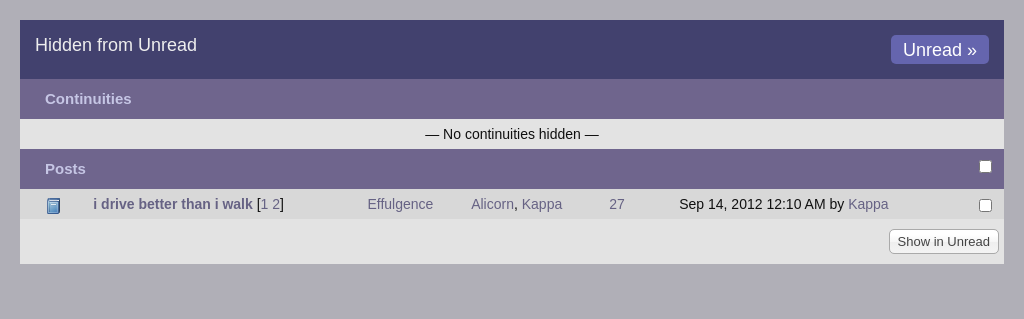 Hidden from Unread
Unread »
Continuities
— No continuities hidden —
Posts
i drive better than i walk [1 2] Effulgence Alicorn, Kappa 27 Sep 14, 2012 12:10 AM by Kappa
Show in Unread